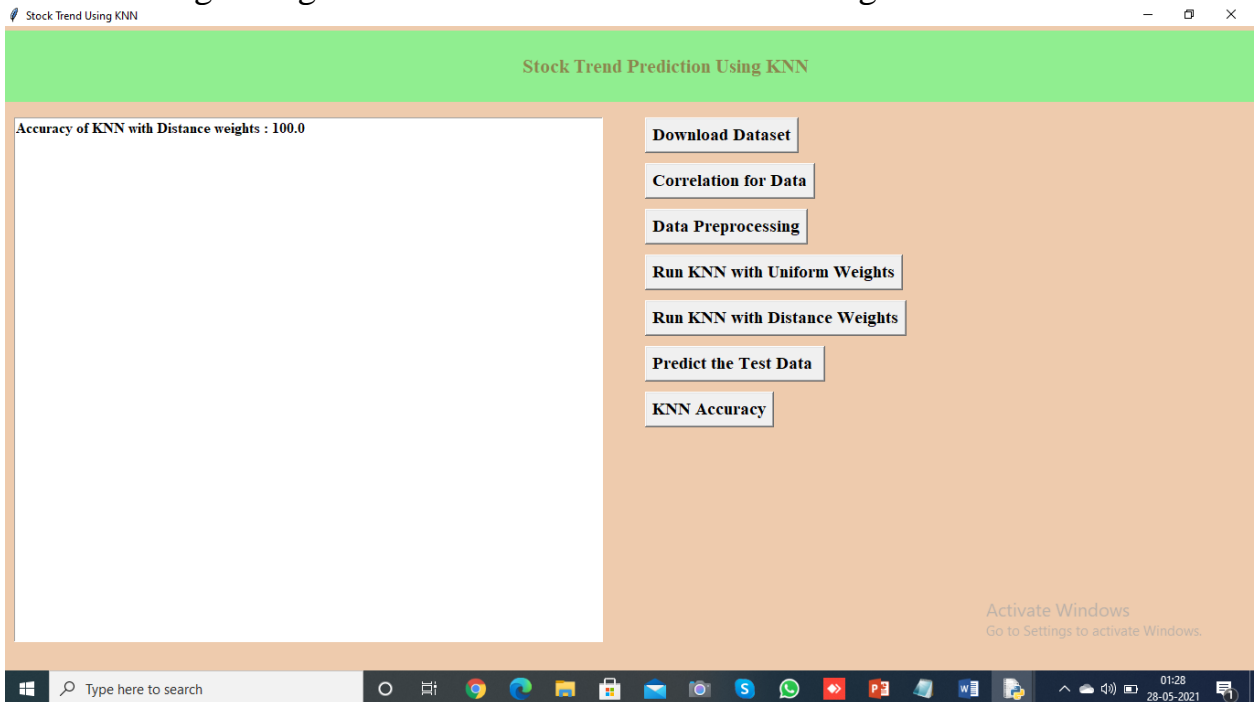 Stock Trend Using KNN
Stock Trend Prediction Using KNN
Accuracy of KNN with Distance weights : 100.0
Download Dataset
Correlation for Data
Data Preprocessing
Run KNN with Uniform Weights
Run KNN with Distance Weights
Predict the Test Data
KNN Accuracy
Activate Windows
Go to Settings to activate Windows.
Type here to search
01:28
28-05-2021